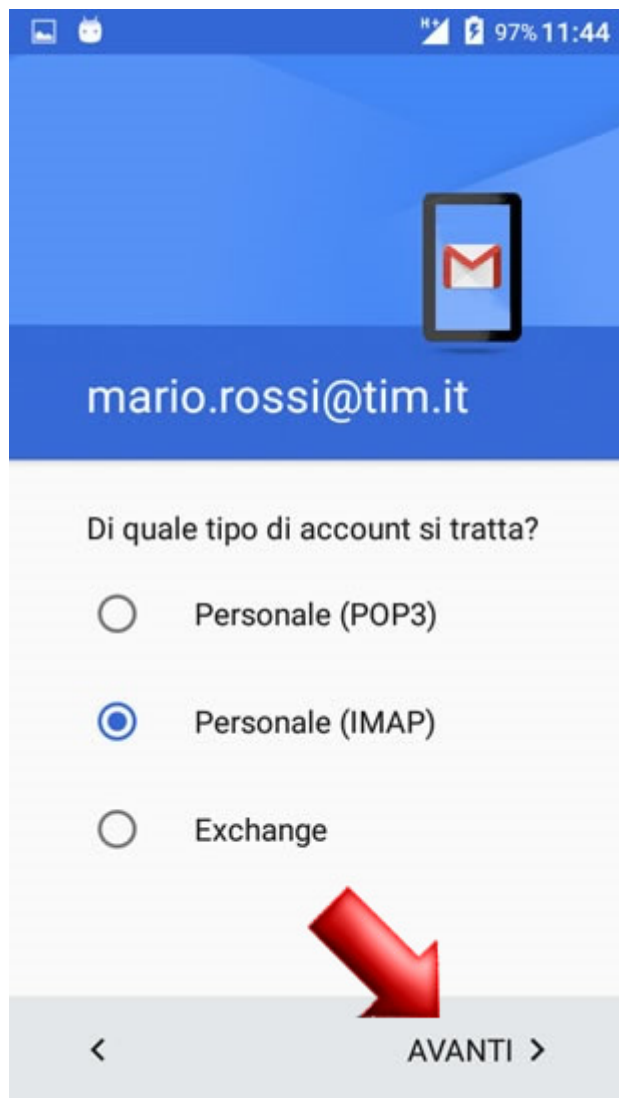 H+ 97% 11:44
mario.rossi@tim.it
Di quale tipo di account si tratta?
Personale (POP3)
Personale (IMAP)
Exchange
< AVANTI >